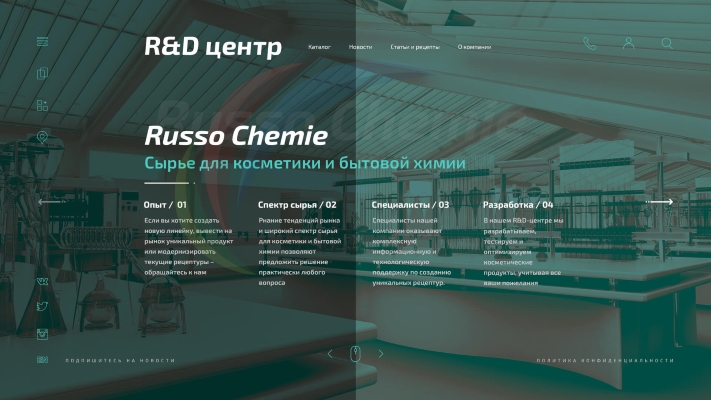 R&D центр
Каталог
Новости
Статьи и рецепты
О компании
Russo Chemie
Сырье для косметики и бытовой химии
Опыт / 01
Если вы хотите создать
новую линейку, вывести на
рынок уникальный продукт
или модернизировать
текущие рецептуры –
обращайтесь к нам
Спектр сырья / 02
тенденций рынка
и широкий спектр сырья
для косметики и бытовой
химии позволяют
предложить решение
практически любого
вопроса
Специалисты / 03
Специалисты нашей
компании оказывают
комплексную
информационную и
технологическую
поддержку по созданию
уникальных рецептур.
Разработка / 04
В нашем R&D-центре мы
разрабатываем,
тестируем и
оптимизируем
косметические
продукты, учитывая все
ваши пожелания
ПОДПИШИТЕСЬ НА НОВОСТИ
ПОЛИТИКА КОНФИДЕНЦИАЛЬНОСТИ